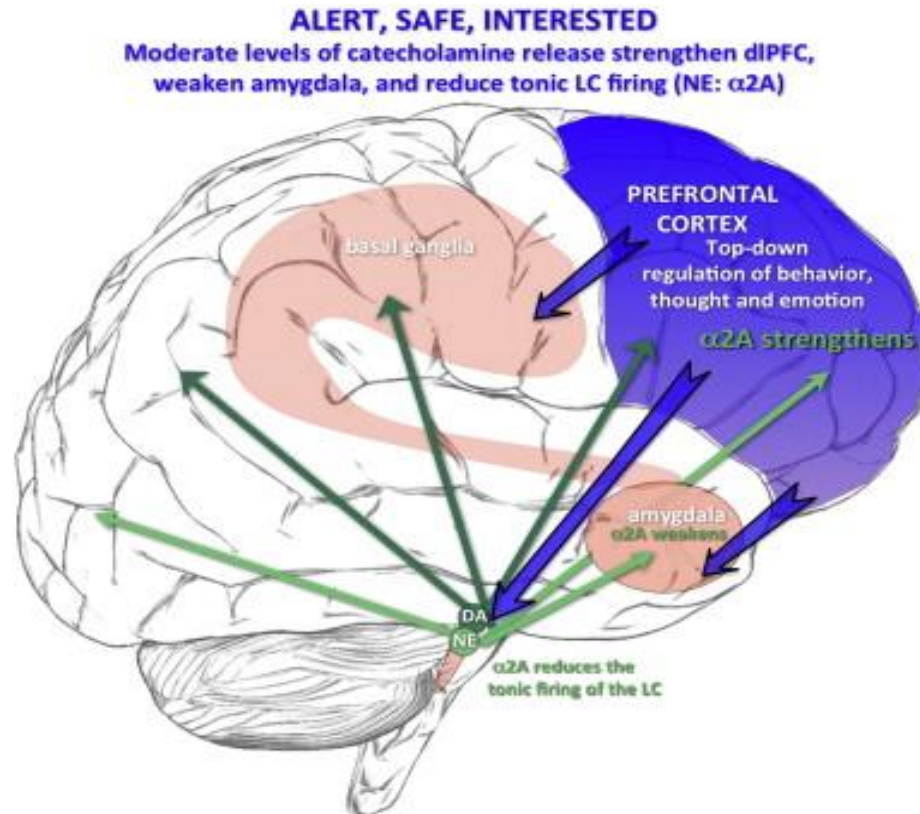 ALERT, SAFE, INTERESTED
Moderate levels of catecholamine release strengthen dlPFC,
weaken amygdala, and reduce tonic LC firing (NE: α2A)
PREFRONTAL
CORTEX
Top-down
regulation of behavior,
thought and emotion
α2A strengthens
basal ganglia
amygdala
α2A weakens
DA
NE
α2A reduces the
tonic firing of the LC